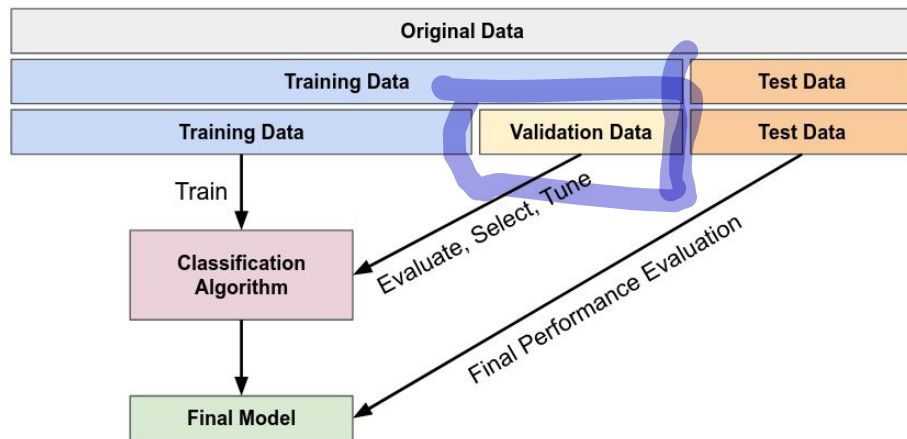 Original Data
Training Data
Test Data
Training Data
Validation Data
Test Data
Train
Evaluate, Select, Tune
Classification
Algorithm
Final Performance Evaluation
Final Model